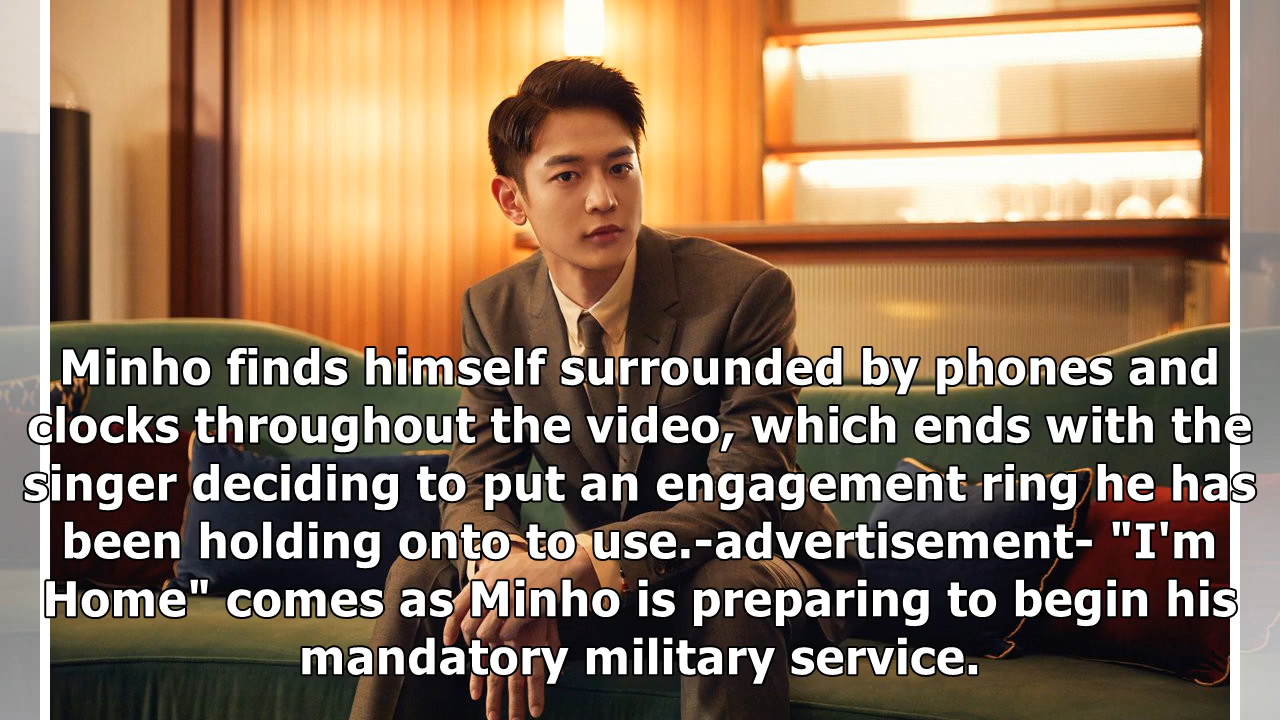 Minho finds himself surrounded by phones and
clocks throughout the video, which ends with the
singer deciding to put an engagement ring he has
been holding onto to use.-advertisement- "I'm
Home" comes as Minho is preparing to begin his
mandatory military service.